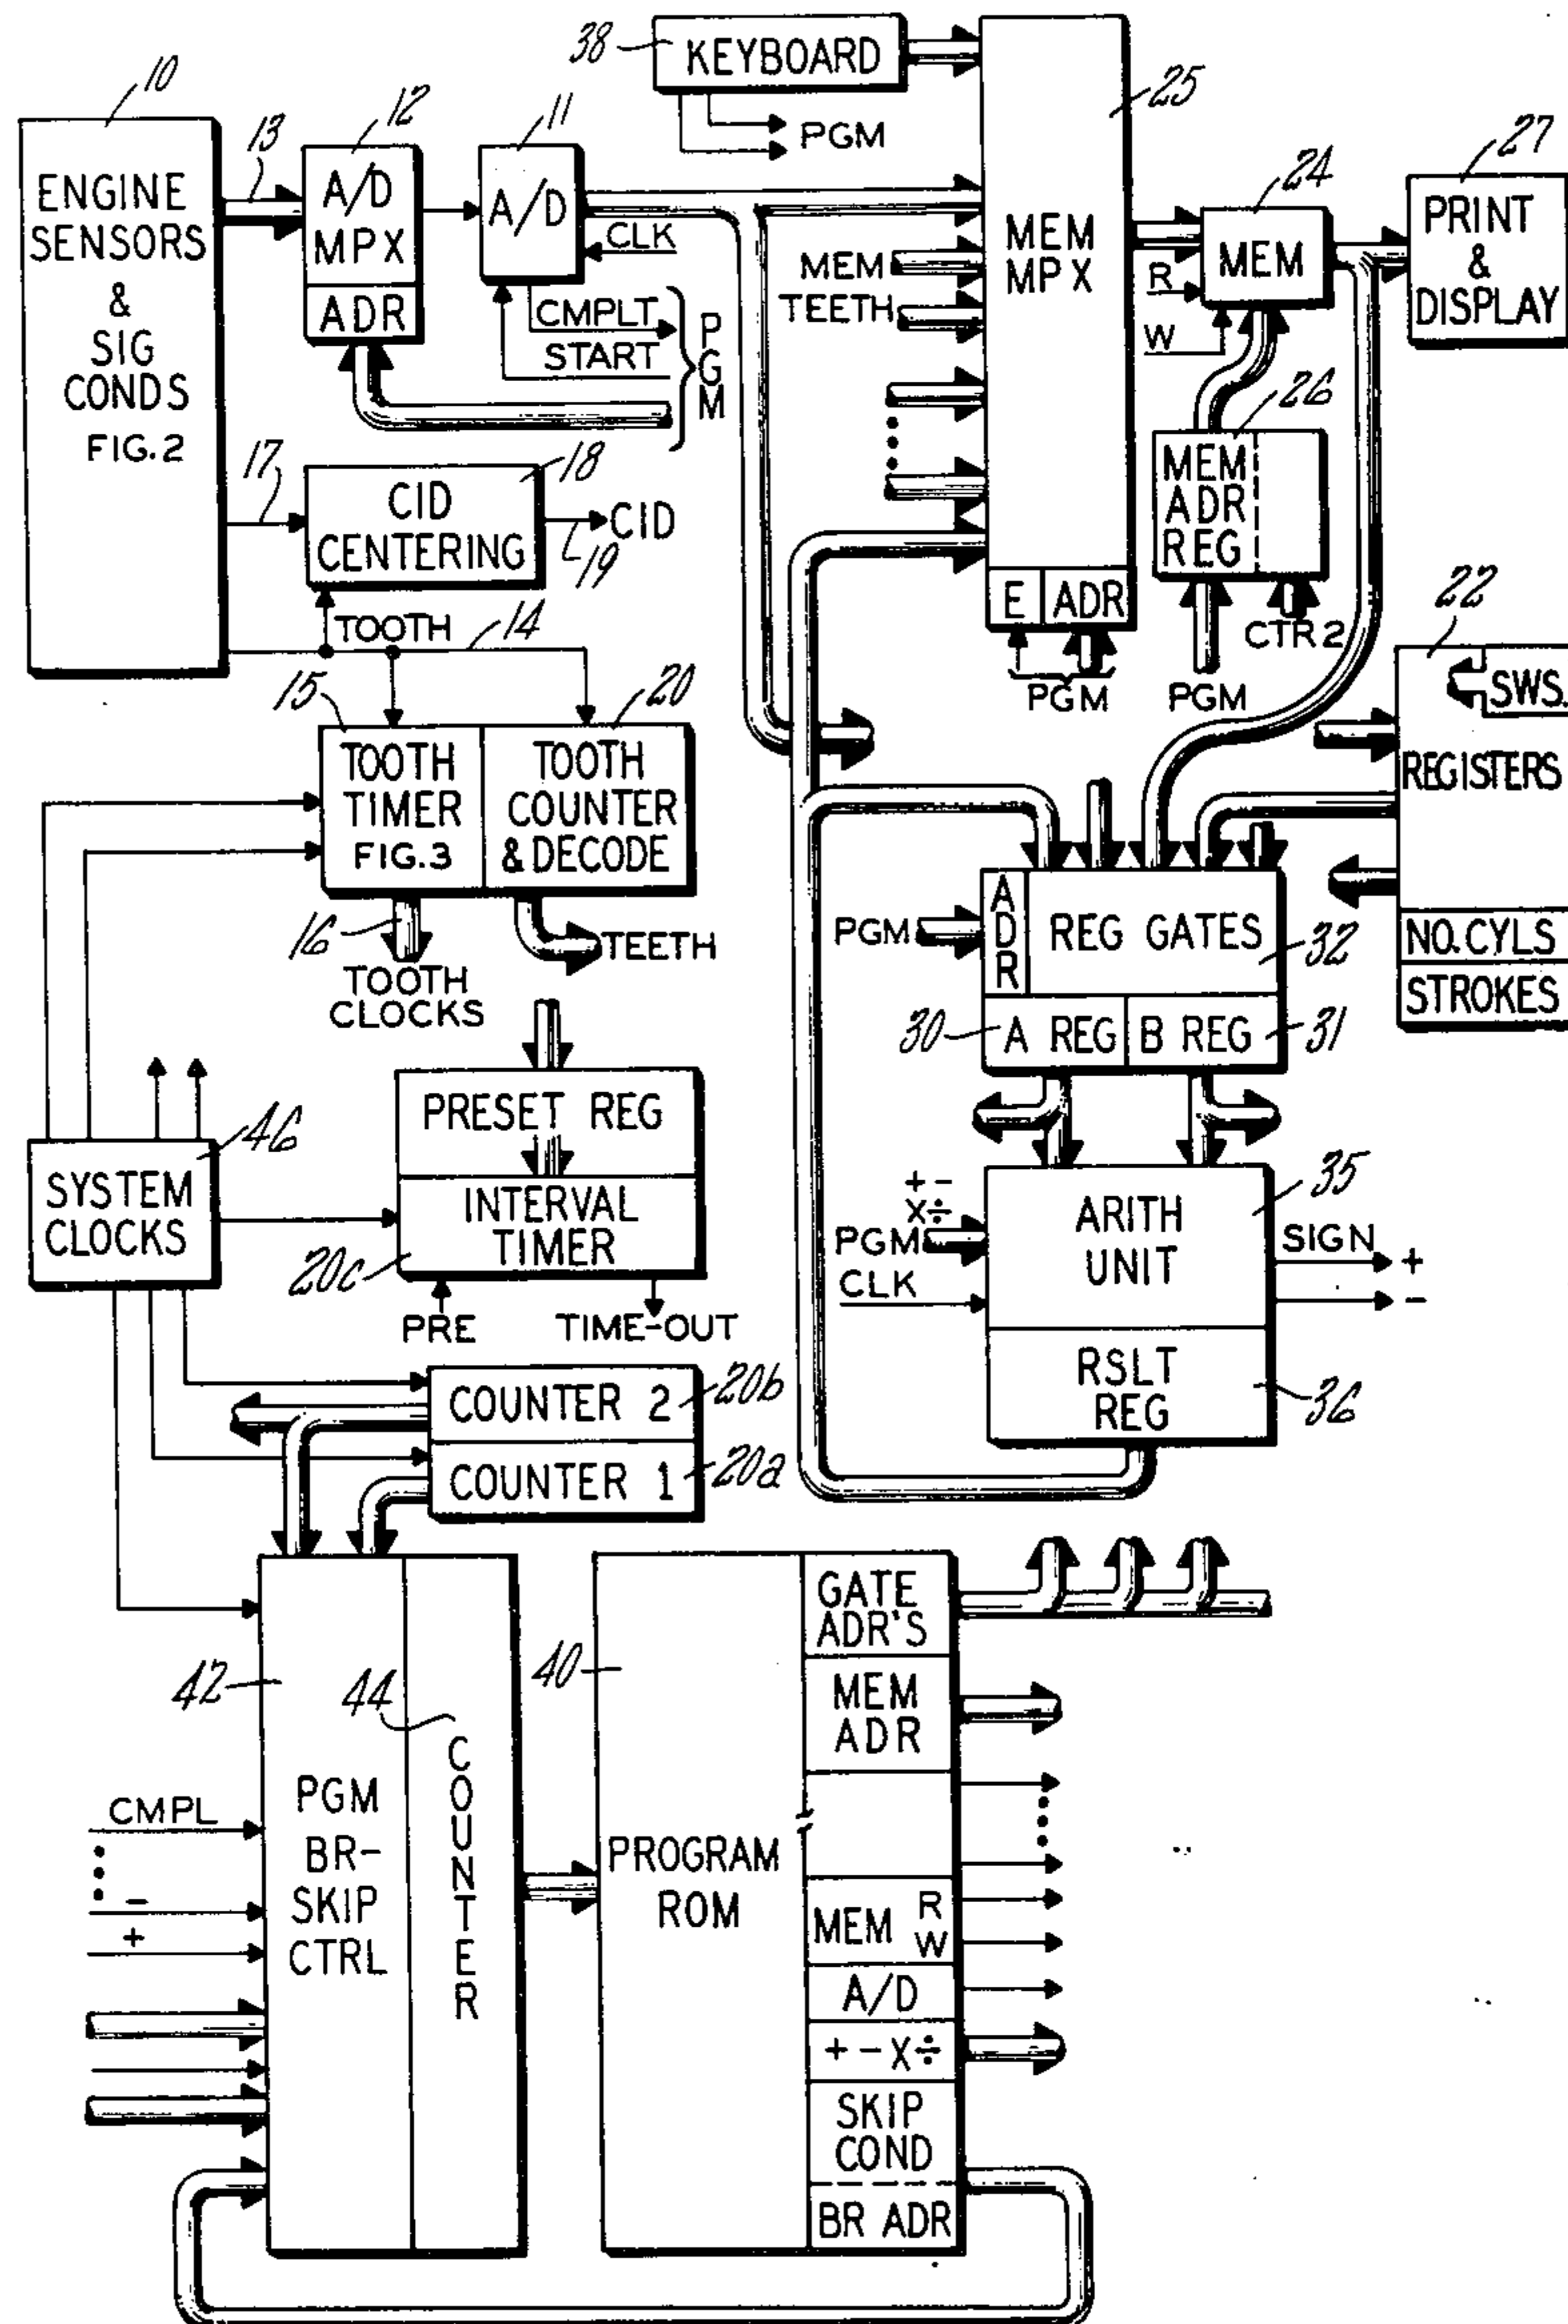 38
KEYBOARD
PGM
25
10
13
12
11
ENGINE
SENSORS
&
SIG
CONDS
FIG.2
A/D
MPX
ADR
A/D
CLK
CMPLT
START
PGM
MEM
TEETH
MEM
MPX
E
ADR
PGM
24
MEM
R
W
27
PRINT
&
DISPLAY
26
MEM
ADR
REG
CTR 2
PGM
17
18
CID
CENTERING
CID
19
TOOTH
14
15
20
TOOTH
TIMER
FIG.3
TOOTH
COUNTER
& DECODE
16
TOOTH
CLOCKS
TEETH
22
SWS.
REGISTERS
NO. CYLS
STROKES
PGM
ADR
REG GATES
32
30
A REG
B REG
31
46
SYSTEM
CLOCKS
PRESET REG
INTERVAL
TIMER
20c
PRE
TIME-OUT
+ -
X ÷
PGM
CLK
ARITH
UNIT
35
SIGN
+
-
RSLT
REG
36
COUNTER 2
20b
COUNTER 1
20a
42
44
COUNTER
CMPL
-
+
PGM
BR-
SKIP
CTRL
40
PROGRAM
ROM
GATE
ADR'S
MEM
ADR
MEM
R
W
A/D
+ - X ÷
SKIP
COND
BR ADR